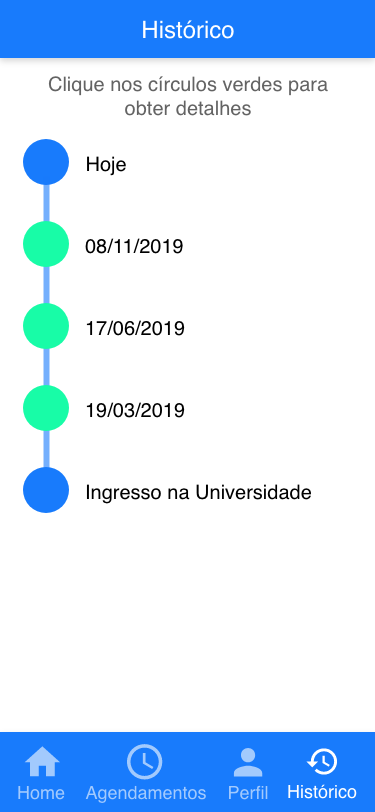 Histórico
Clique nos círculos verdes para
obter detalhes
Hoje
08/11/2019
17/06/2019
19/03/2019
Ingresso na Universidade
Home
Agendamentos
Perfil
Histórico